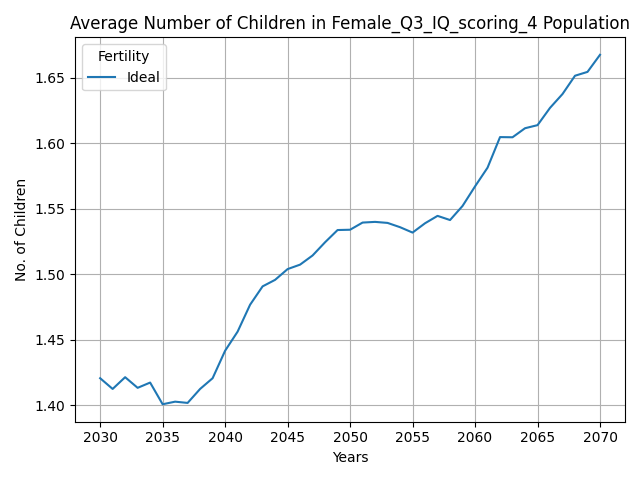 Average Number of Children in Female_Q3_IQ_scoring_4 Population
Fertility
Ideal
No. of Children
1.65
1.60
1.55
1.50
1.45
1.40
2030 2035 2040 2045 2050 2055 2060 2065 2070
Years